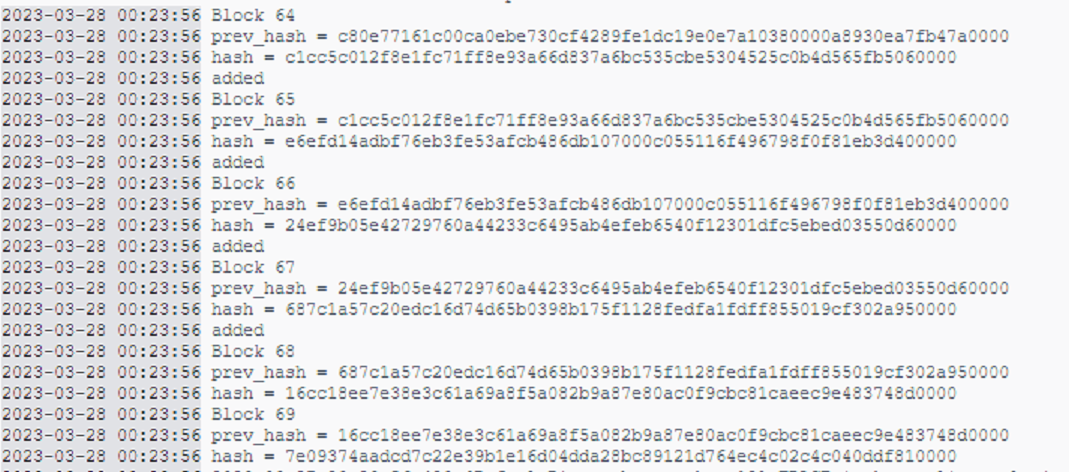 2023-03-28 00:23:56 Block 64
2023-03-28 00:23:56 prev_hash = c80e77161c00ca0ebe730cf4289fe1dc19e0e7a10380000a8930ea7fb47a0000
2023-03-28 00:23:56 hash = c1cc5c012f8e1fc71ff8e93a66d837a6bc535cbe5304525c0b4d565fb5060000
2023-03-28 00:23:56 added
2023-03-28 00:23:56 Block 65
2023-03-28 00:23:56 prev_hash = c1cc5c012f8e1fc71ff8e93a66d837a6bc535cbe5304525c0b4d565fb5060000
2023-03-28 00:23:56 hash = e6efd14adbf76eb3fe53afcb486db107000c055116f496798f0f81eb3d400000
2023-03-28 00:23:56 added
2023-03-28 00:23:56 Block 66
2023-03-28 00:23:56 prev_hash = e6efd14adbf76eb3fe53afcb486db107000c055116f496798f0f81eb3d400000
2023-03-28 00:23:56 hash = 24ef9b05e42729760a44233c6495ab4efeb6540f12301dfc5ebed03550d60000
2023-03-28 00:23:56 added
2023-03-28 00:23:56 Block 67
2023-03-28 00:23:56 prev_hash = 24ef9b05e42729760a44233c6495ab4efeb6540f12301dfc5ebed03550d60000
2023-03-28 00:23:56 hash = 687c1a57c20edc16d74d65b0398b175f1128fedfa1fdff855019cf302a950000
2023-03-28 00:23:56 added
2023-03-28 00:23:56 Block 68
2023-03-28 00:23:56 prev_hash = 687c1a57c20edc16d74d65b0398b175f1128fedfa1fdff855019cf302a950000
2023-03-28 00:23:56 hash = 16cc18ee7e38e3c61a69a8f5a082b9a87e80ac0f9cbc81caeec9e483748d0000
2023-03-28 00:23:56 Block 69
2023-03-28 00:23:56 prev_hash = 16cc18ee7e38e3c61a69a8f5a082b9a87e80ac0f9cbc81caeec9e483748d0000
2023-03-28 00:23:56 hash = 7e09374aadcd7c22e39b1e16d04dda28bc89121d764ec4c02c4c040ddf810000